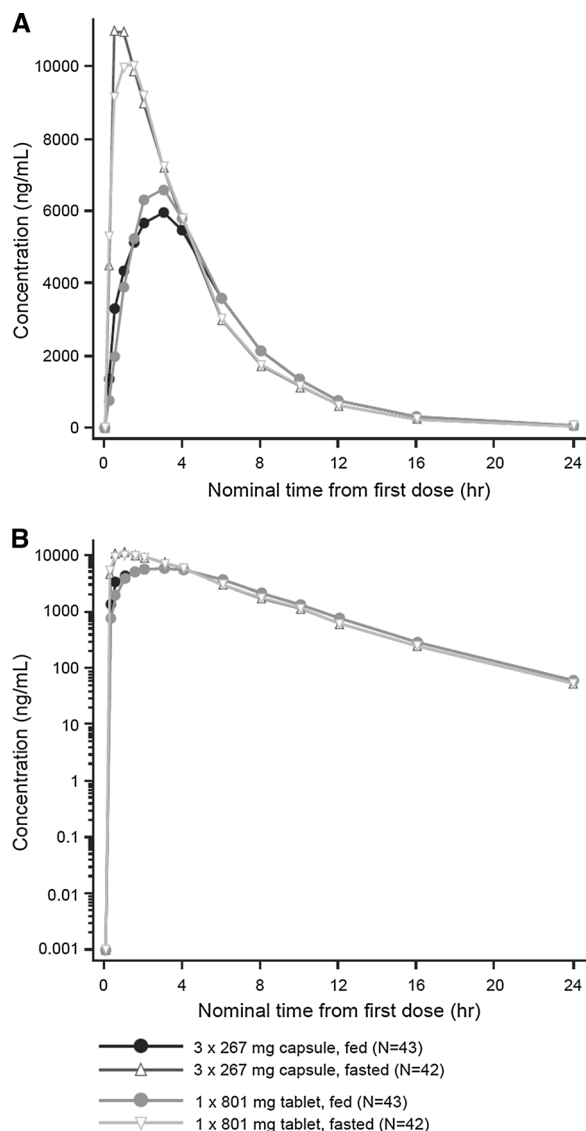 A
10000
8000
6000
4000
2000
0
Concentration (ng/mL)
0 4 8 12 16 20 24
Nominal time from first dose (hr)
B
10000
1000
100
10
1
0.1
0.01
0.001
Concentration (ng/mL)
0 4 8 12 16 20 24
Nominal time from first dose (hr)
3 x 267 mg capsule, fed (N=43)
3 x 267 mg capsule, fasted (N=42)
1 x 801 mg tablet, fed (N=43)
1 x 801 mg tablet, fasted (N=42)